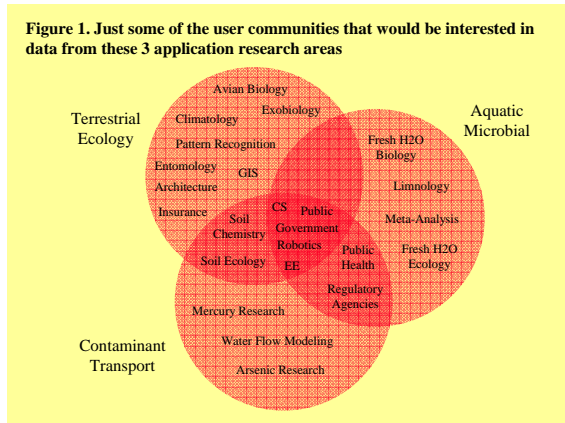 Figure 1. Just some of the user communities that would be interested in
data from these 3 application research areas
Terrestrial
Ecology
Aquatic
Microbial
Contaminant
Transport
Avian Biology
Exobiology
Climatology
Pattern Recognition
Entomology
GIS
Architecture
Insurance
Fresh H2O
Biology
Limnology
Meta-Analysis
Fresh H2O
Ecology
CS
Public
Government
Robotics
EE
Soil
Chemistry
Soil Ecology
Public
Health
Regulatory
Agencies
Mercury Research
Water Flow Modeling
Arsenic Research